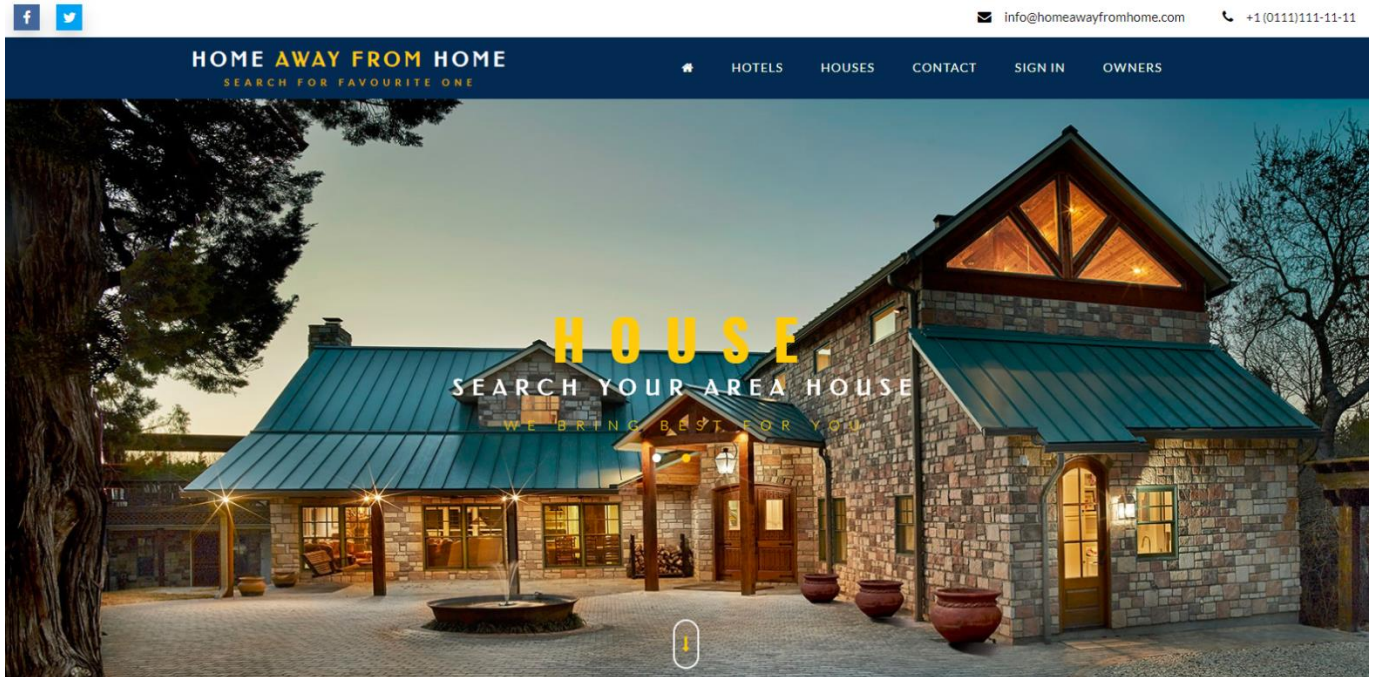 info@homeawayfromhome.com
+1 (0111)111-11-11
HOME AWAY FROM HOME
SEARCH FOR FAVOURITE ONE
HOTELS
HOUSES
CONTACT
SIGN IN
OWNERS
HOUSE
SEARCH YOUR AREA HOUSE
WE BRING BEST FOR YOU